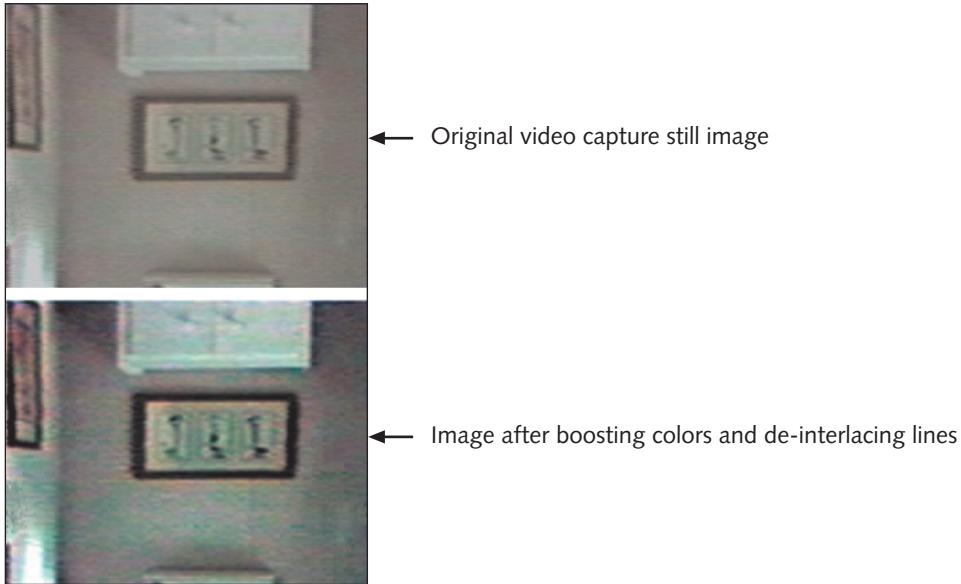 Original video capture still image
Image after boosting colors and de-interlacing lines